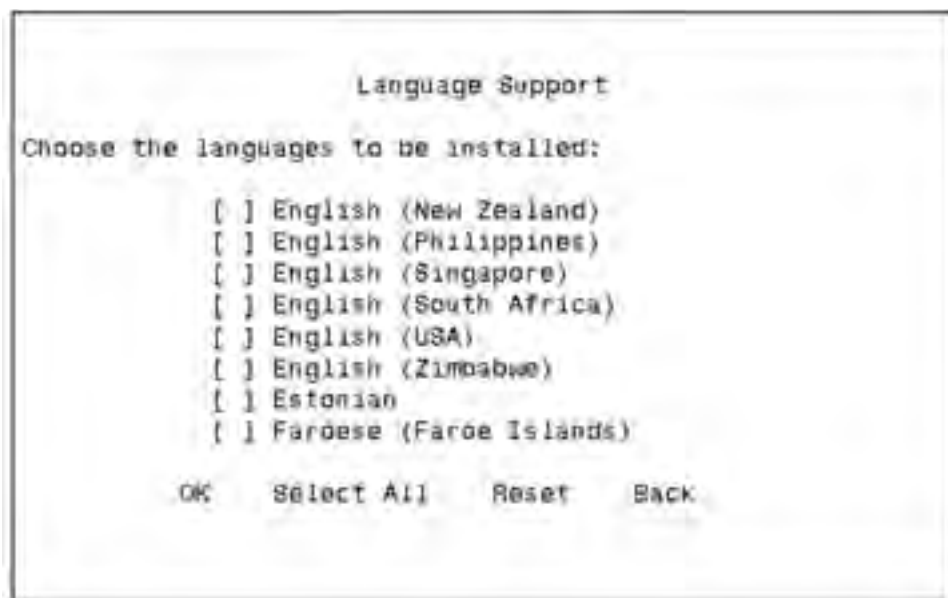 Language Support
Choose the languages to be installed:
[ ] English (New Zealand)
[ ] English (Philippines)
[ ] English (Singapore)
[ ] English (South Africa)
[ ] English (USA)
[ ] English (Zimbabwe)
[ ] Estonian
[ ] Faroese (Faroe Islands)
OK Select All Reset Back